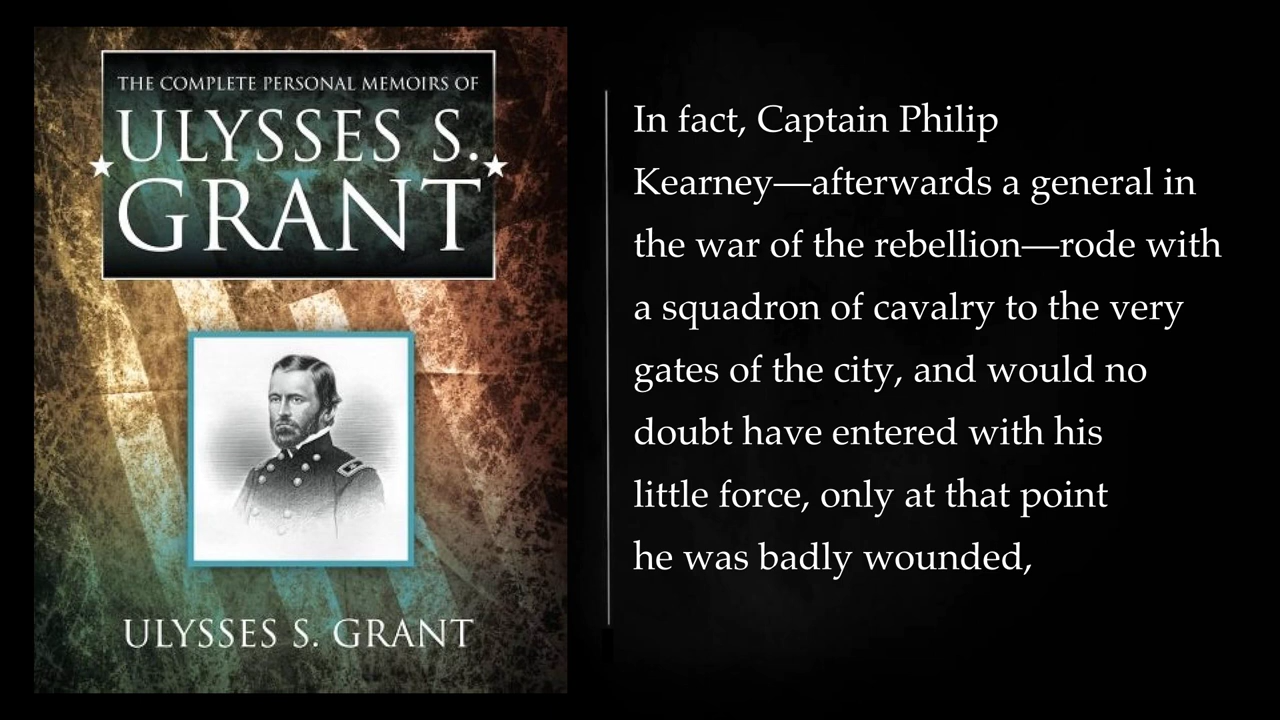 THE COMPLETE PERSONAL MEMOIRS OF
ULYSSES S.
GRANT
ULYSSES S. GRANT
In fact, Captain Philip
Kearney—afterwards a general in
the war of the rebellion—rode with
a squadron of cavalry to the very
gates of the city, and would no
doubt have entered with his
little force, only at that point
he was badly wounded,